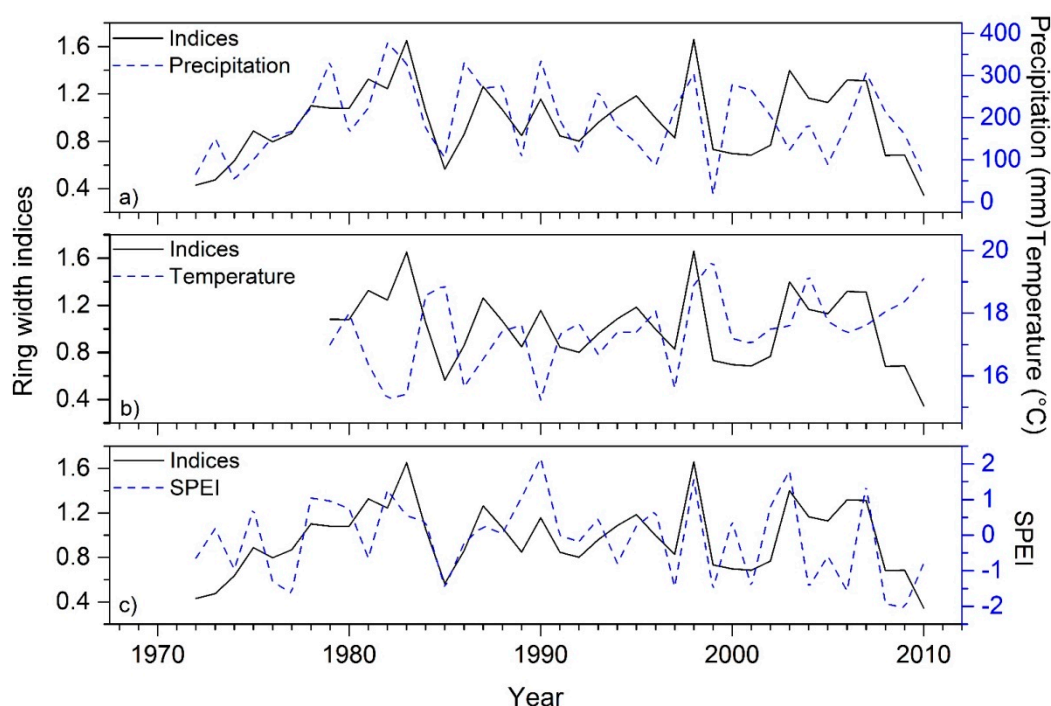 Ring width indices
1.6
1.2
0.8
0.4
Indices
Precipitation
a)
400
300
200
100
0
Precipitation (mm)
1.6
1.2
0.8
0.4
Indices
Temperature
b)
20
18
16
Temperature (°C)
1.6
1.2
0.8
0.4
Indices
SPEI
c)
2
1
0
-1
-2
SPEI
1970 1980 1990 2000 2010
Year